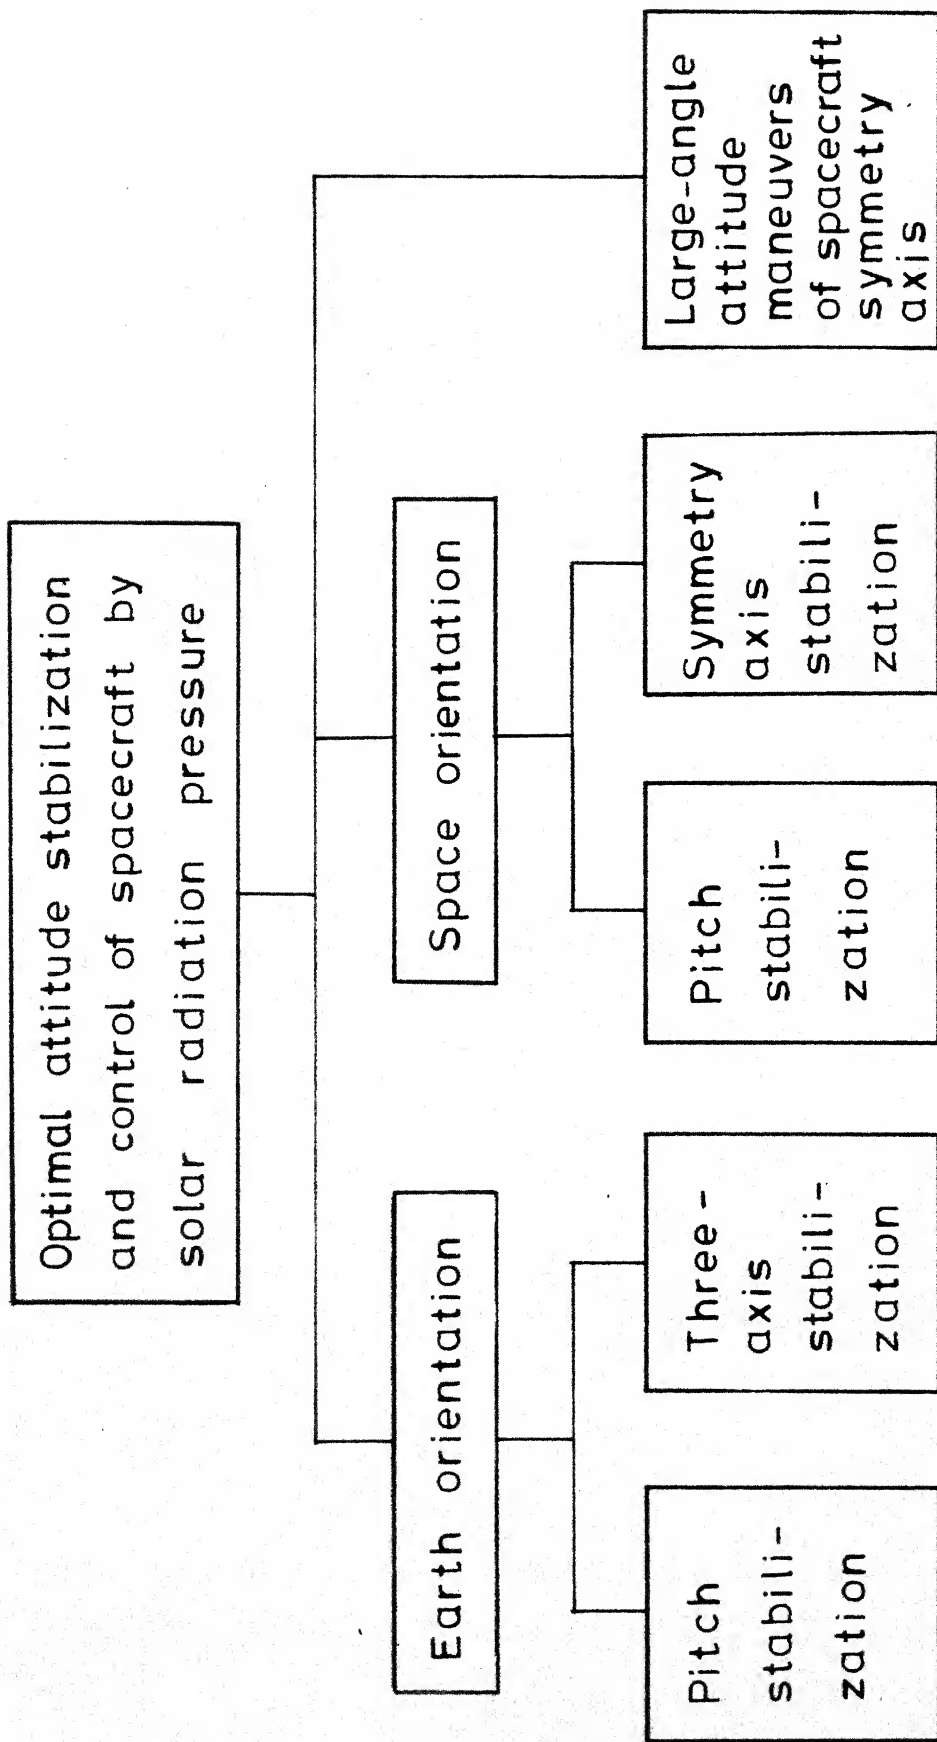 Optimal attitude stabilization
and control of spacecraft by
solar radiation pressure
Earth orientation
Space orientation
Pitch
stabili-
zation
Three-
axis
stabili-
zation
Pitch
stabili-
zation
Symmetry
axis
stabili-
zation
Large-angle
attitude
maneuvers
of spacecraft
symmetry
axis